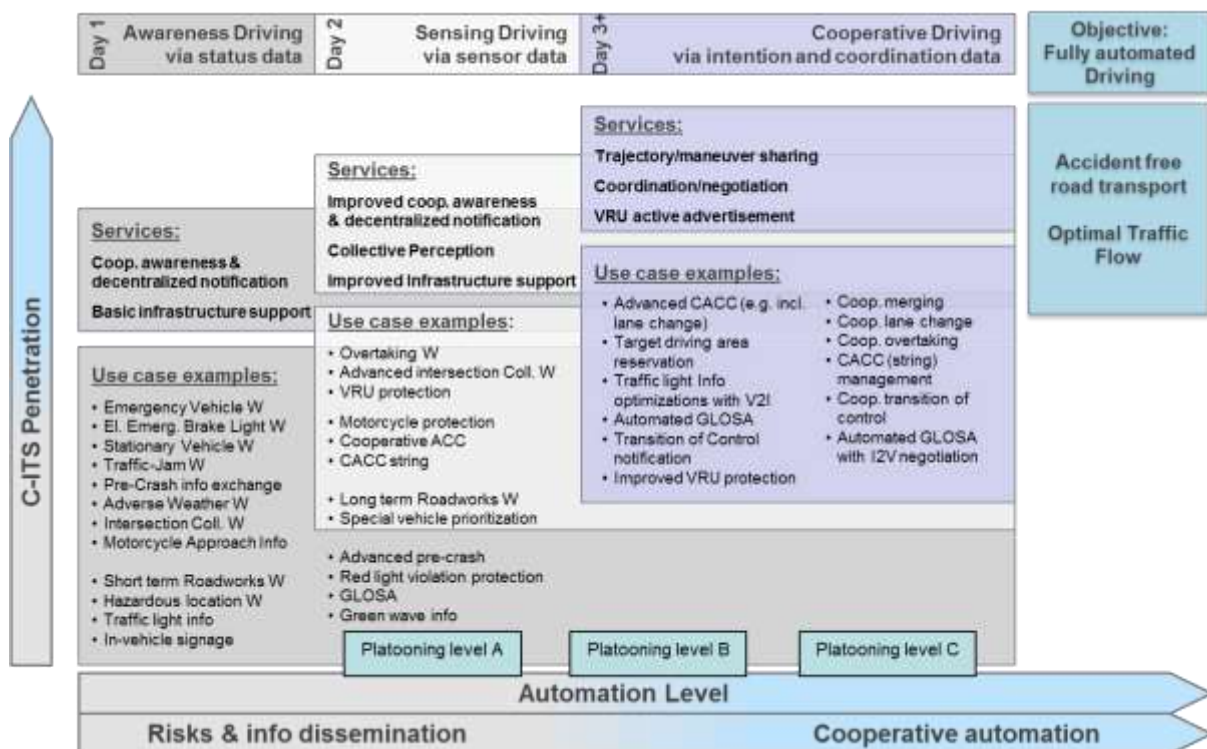 Day 1
Awareness Driving
via status data
Day 2
Sensing Driving
via sensor data
Day 3+
Cooperative Driving
via intention and coordination data
Objective:
Fully automated
Driving
C-ITS Penetration
Services:
Coop. awareness &
decentralized notification
Basic infrastructure support
Use case examples:
• Emergency Vehicle W
• El. Emerg. Brake Light W
• Stationary Vehicle W
• Traffic-Jam W
• Pre-Crash info exchange
• Adverse Weather W
• Intersection Coll. W
• Motorcycle Approach Info
• Short term Roadworks W
• Hazardous location W
• Traffic light info
• In-vehicle signage
Services:
Improved coop. awareness
& decentralized notification
Collective Perception
Improved Infrastructure support
Use case examples:
• Overtaking W
• Advanced intersection Coll. W
• VRU protection
• Motorcycle protection
• Cooperative ACC
• CACC string
• Long term Roadworks W
• Special vehicle prioritization
• Advanced pre-crash
• Red light violation protection
• GLOSA
• Green wave info
Services:
Trajectory/maneuver sharing
Coordination/negotiation
VRU active advertisement
Use case examples:
• Advanced CACC (e.g. incl.
lane change)
• Target driving area
reservation
• Traffic light Info
optimizations with V2I
• Automated GLOSA
• Transition of Control
notification
• Improved VRU protection
• Coop. merging
• Coop. lane change
• Coop. overtaking
• CACC (string)
management
• Coop. transition of
control
• Automated GLOSA
with I2V negotiation
Accident free
road transport
Optimal Traffic
Flow
Platooning level A
Platooning level B
Platooning level C
Automation Level
Risks & info dissemination
Cooperative automation